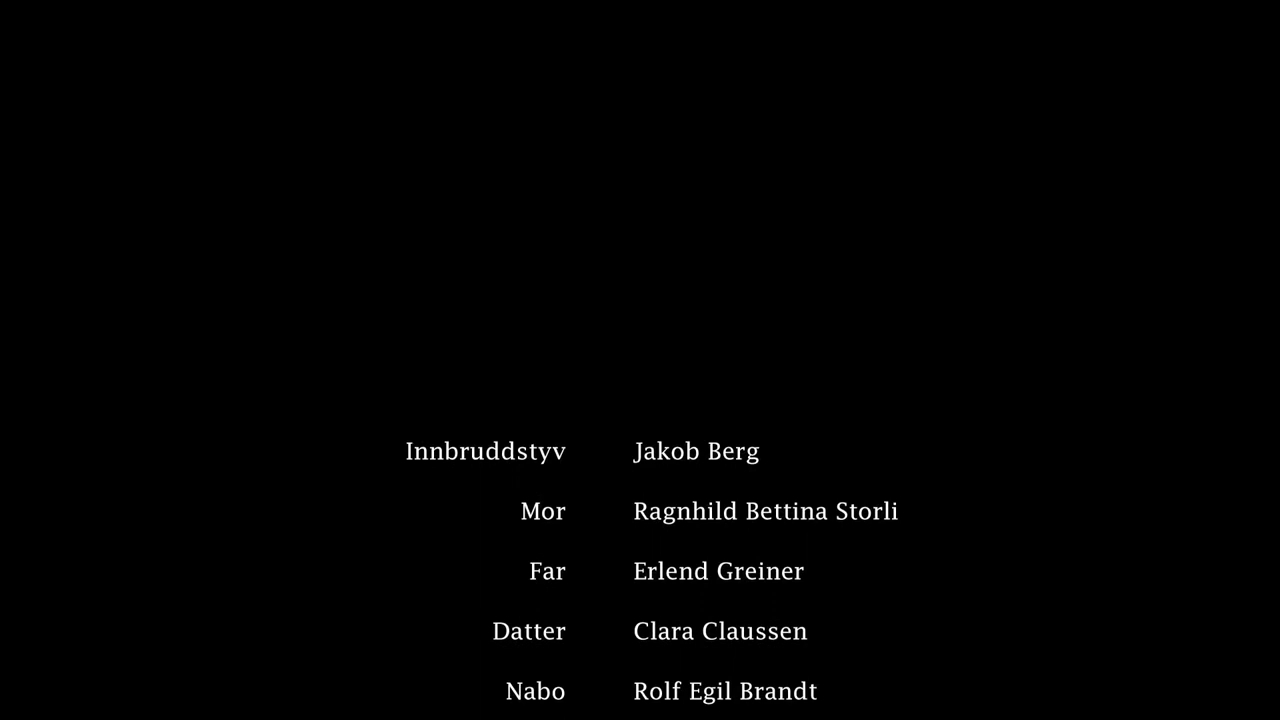 Innbruddstyv Jakob Berg
Mor Ragnhild Bettina Storli
Far Erlend Greiner
Datter Clara Claussen
Nabo Rolf Egil Brandt